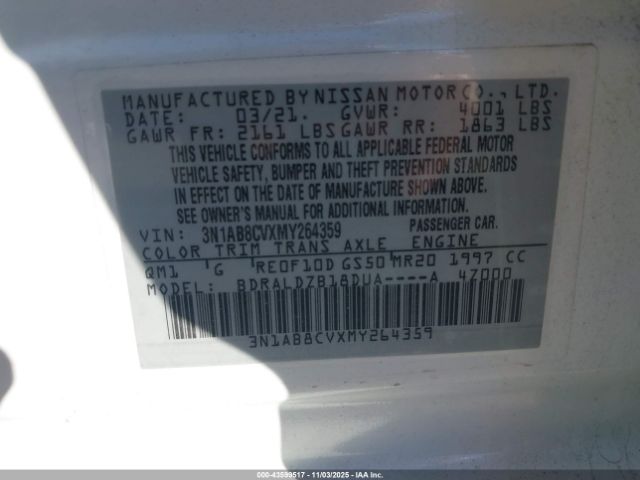 MANUFACTURED BY NISSAN MOTOR CO., LTD.
DATE: 03/21. GVWR: 4001 LBS
GAWR FR: 2161 LBS GAWR RR: 1863 LBS
THIS VEHICLE CONFORMS TO ALL APPLICABLE FEDERAL MOTOR
VEHICLE SAFETY, BUMPER AND THEFT PREVENTION STANDARDS
IN EFFECT ON THE DATE OF MANUFACTURE SHOWN ABOVE.
SEE OWNER'S MANUAL FOR ADDITIONAL INFORMATION.
VIN: 3N1AB8CVXMY264359 PASSENGER CAR.
COLOR TRIM TRANS AXLE ENGINE
QM1 'G RE0F10D GS50 MR20 1997 CC
MODEL: BDRALDZB18DUA----A 4Z000
3N1AB8CVXMY264359
000-43599517 - 11/03/2025 - IAA Inc.